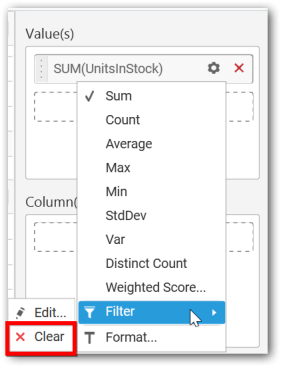 Value(s)
SUM(UnitsInStock)
Sum
Count
Average
Max
Min
StdDev
Column(
Var
Distinct Count
Weighted Score...
Edit...
Filter
Clear
Format...